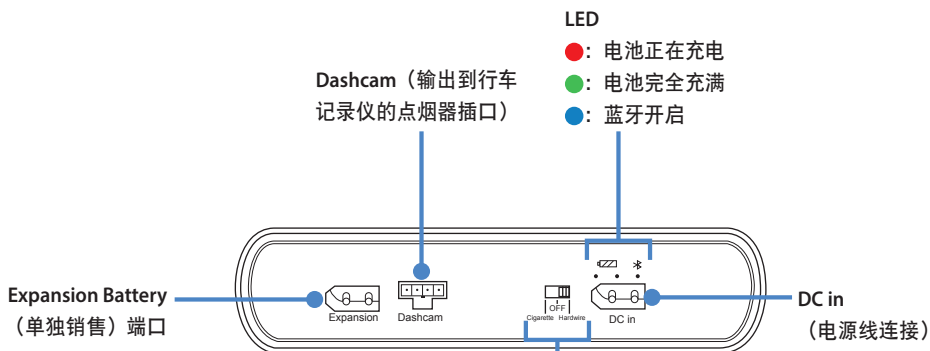 LED
: 电池正在充电
: 电池完全充满
: 蓝牙开启
Dashcam（输出到行车
记录仪的点烟器插口）
Expansion Battery
（单独销售）端口
Expansion
Dashcam
OFF
Cigarette Hardwire
DC in
DC in
（电源线连接）